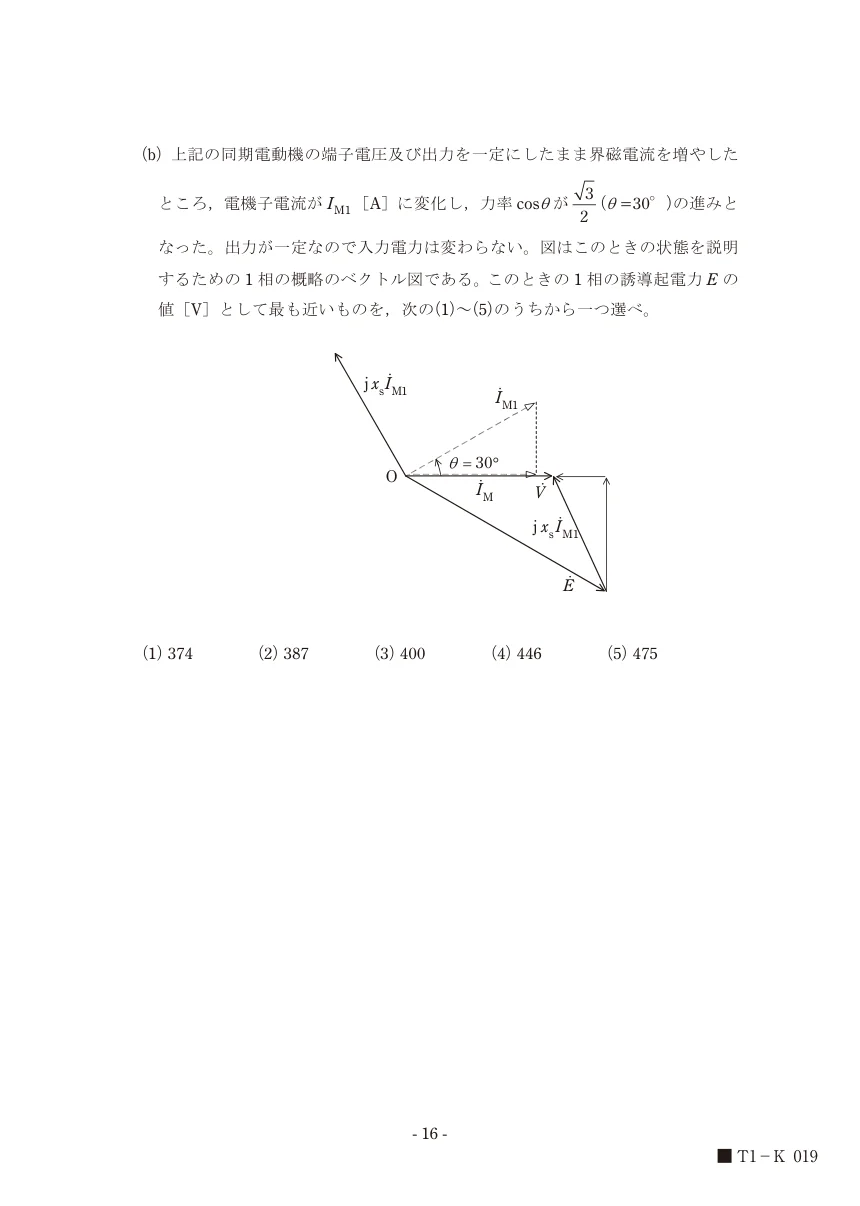 (b) 上記の同期電動機の端子電圧及び出力を一定にしたまま界磁電流を増やした
ところ，電機子電流が I_M1［A］に変化し，力率 cosθ が √3/2 (θ=30° )の進みと
なった。出力が一定なので入力電力は変わらない。図はこのときの状態を説明
するための 1 相の概略のベクトル図である。このときの 1 相の誘導起電力 E の
値［V］として最も近いものを，次の(1)～(5)のうちから一つ選べ。
jx_sİ_M1
İ_M1
θ = 30°
O
İ_M
V̇
jx_sİ_M1
Ė
(1) 374 (2) 387 (3) 400 (4) 446 (5) 475
- 16 -
■ T1－K 019